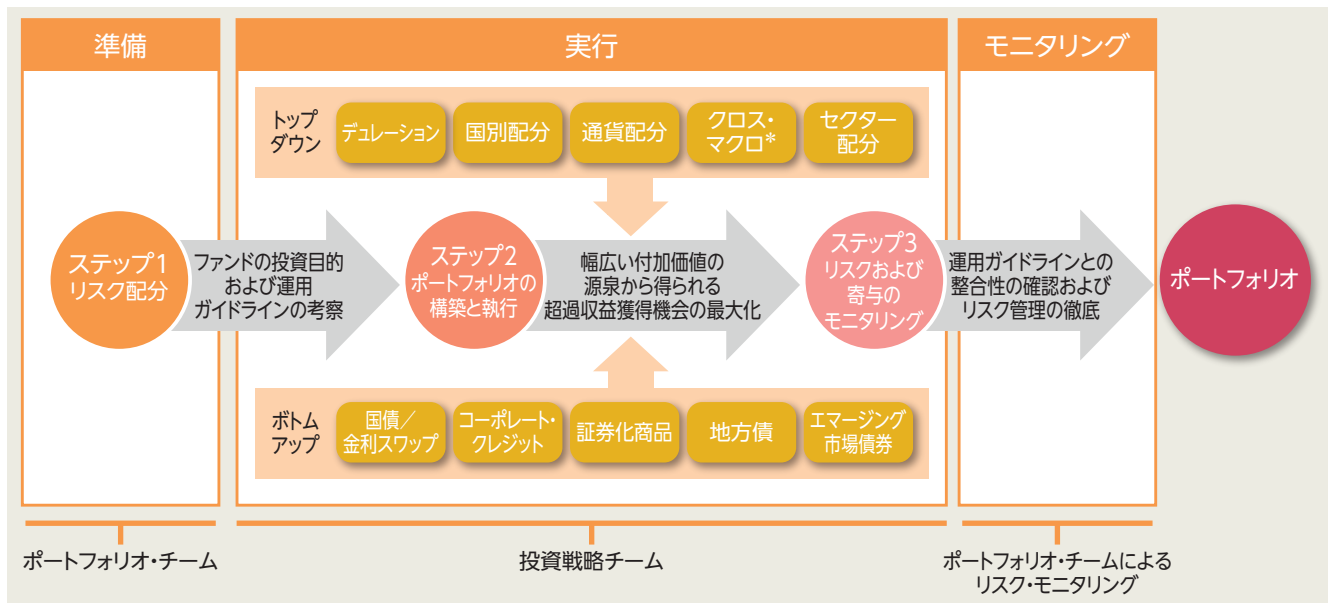 準備
実行
モニタリング
トップ
ダウン
デュレーション
国別配分
通貨配分
クロス・
マクロ*
セクター
配分
ステップ1
リスク配分
ファンドの投資目的
および運用
ガイドラインの考察
ステップ2
ポートフォリオの
構築と執行
幅広い付加価値の
源泉から得られる
超過収益獲得機会の最大化
ステップ3
リスクおよび
寄与の
モニタリング
運用ガイドラインとの
整合性の確認および
リスク管理の徹底
ポートフォリオ
ボトム
アップ
国債／
金利スワップ
コーポレート・
クレジット
証券化商品
地方債
エマージング
市場債券
ポートフォリオ・チーム
投資戦略チーム
ポートフォリオ・チームによる
リスク・モニタリング